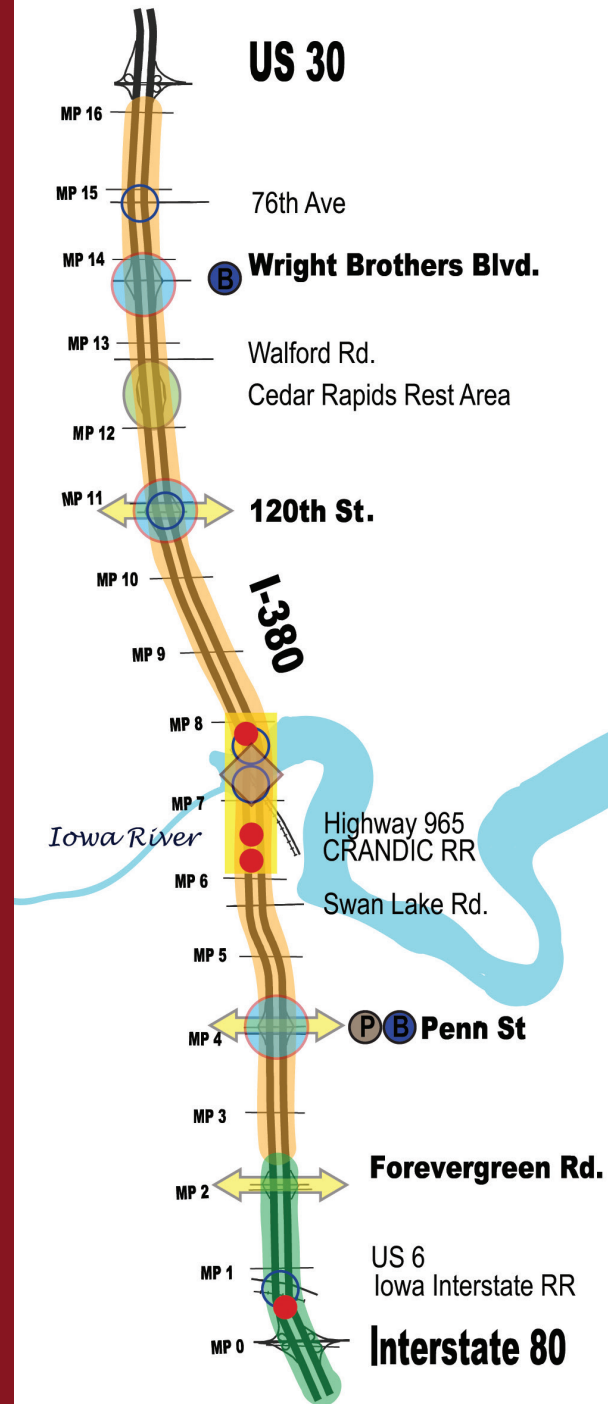 US 30
MP 16
MP 15
76th Ave
MP 14
B Wright Brothers Blvd.
MP 13
Walford Rd.
Cedar Rapids Rest Area
MP 12
MP 11
120th St.
MP 10
I-380
MP 9
MP 8
MP 7
Iowa River
Highway 965
CRANDIC RR
MP 6
Swan Lake Rd.
MP 5
MP 4
P B Penn St
MP 3
Forevergreen Rd.
MP 2
US 6
MP 1
Iowa Interstate RR
MP 0
Interstate 80